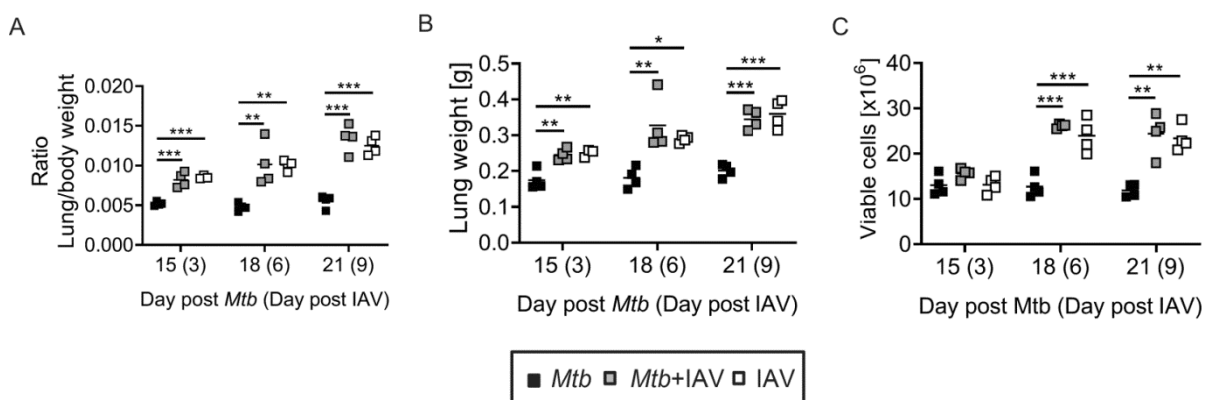 A
Ratio
Lung/body weight
0.020
0.015
0.010
0.005
0.000
***
***
**
**
***
***
15 (3) 18 (6) 21 (9)
Day post Mtb (Day post IAV)
B
Lung weight [g]
0.5
0.4
0.3
0.2
0.1
0.0
**
**
*
**
***
***
15 (3) 18 (6) 21 (9)
Day post Mtb (Day post IAV)
C
Viable cells [x10⁶]
40
30
20
10
0
***
***
**
**
15 (3) 18 (6) 21 (9)
Day post Mtb (Day post IAV)
Mtb Mtb+IAV IAV